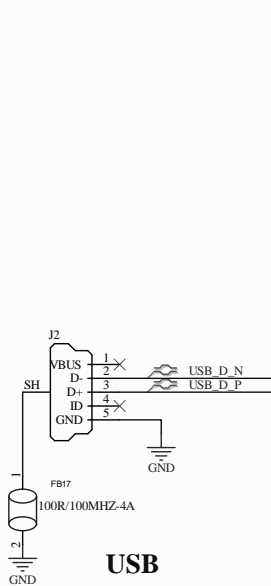 J2
VBUS 1
D- 2 USB_D_N
D+ 3 USB_D_P
ID 4
GND 5
SH
GND
1
FB17
100R/100MHZ-4A
2
GND
USB